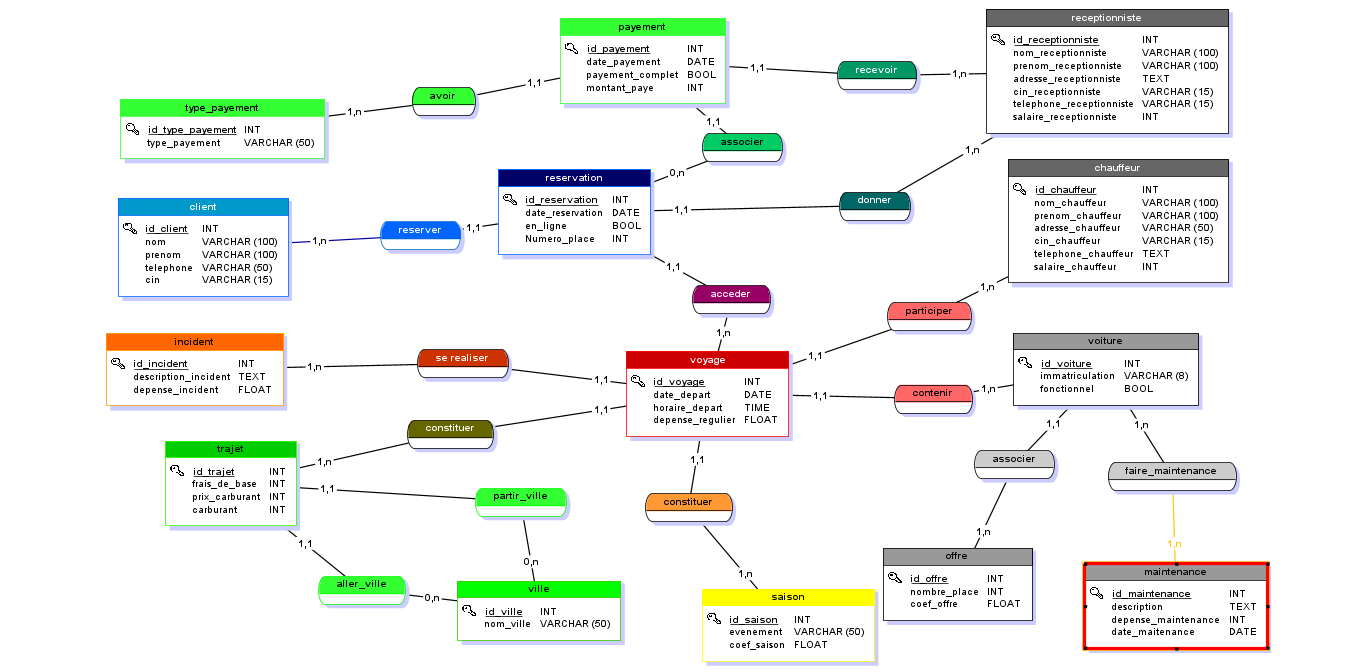 payement
id_payement INT
date_payement DATE
payement_complet BOOL
montant_paye INT
receptionniste
id_receptionniste INT
nom_receptionniste VARCHAR (100)
prenom_receptionniste VARCHAR (100)
adresse_receptionniste TEXT
cin_receptionniste VARCHAR (15)
telephone_receptionniste VARCHAR (15)
salaire_receptionniste INT
1,1
recevoir
1,n
type_payement
id_type_payement INT
type_payement VARCHAR (50)
1,n
avoir
1,1
1,1
associer
0,n
reservation
id_reservation INT
date_reservation DATE
en_ligne BOOL
Numero_place INT
1,1
donner
1,n
chauffeur
id_chauffeur INT
nom_chauffeur VARCHAR (100)
prenom_chauffeur VARCHAR (100)
adresse_chauffeur VARCHAR (50)
cin_chauffeur VARCHAR (15)
telephone_chauffeur TEXT
salaire_chauffeur INT
client
id_client INT
nom VARCHAR (100)
prenom VARCHAR (100)
telephone VARCHAR (50)
cin VARCHAR (15)
1,n
reserver
1,1
1,1
acceder
1,n
participer
1,n
1,1
incident
id_incident INT
description_incident TEXT
depense_incident FLOAT
1,n
se realiser
1,1
voyage
id_voyage INT
date_depart DATE
horaire_depart TIME
depense_regulier FLOAT
1,1
contenir
1,n
voiture
id_voiture INT
immatriculation VARCHAR (8)
fonctionnel BOOL
1,1
constituer
1,n
trajet
id_trajet INT
frais_de_base INT
prix_carburant INT
carburant INT
1,1
partir_ville
0,n
1,1
aller_ville
0,n
ville
id_ville INT
nom_ville VARCHAR (50)
1,1
constituer
1,n
saison
id_saison INT
evenement VARCHAR (50)
coef_saison FLOAT
1,1
associer
1,n
offre
id_offre INT
nombre_place INT
coef_offre FLOAT
1,n
faire_maintenance
1,n
maintenance
id_maintenance INT
description TEXT
depense_maintenance INT
date_maitenance DATE